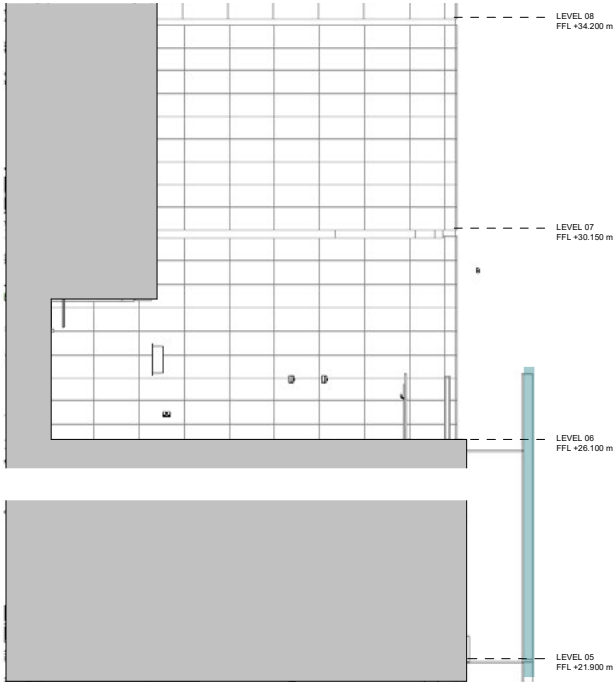 LEVEL 08
FFL +34.200 m
LEVEL 07
FFL +30.150 m
LEVEL 06
FFL +26.100 m
LEVEL 05
FFL +21.900 m